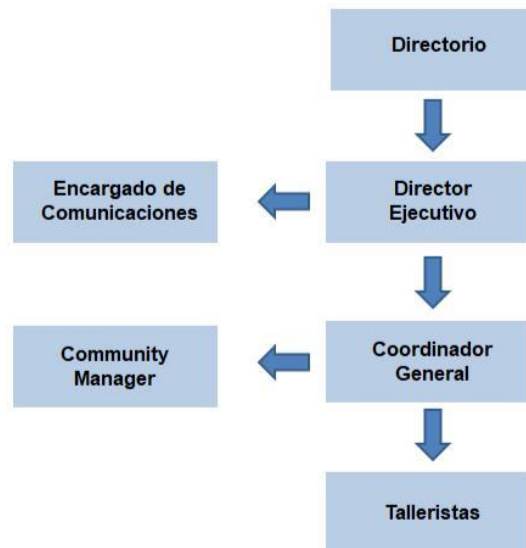 Directorio
Encargado de
Comunicaciones
Director
Ejecutivo
Community
Manager
Coordinador
General
Talleristas